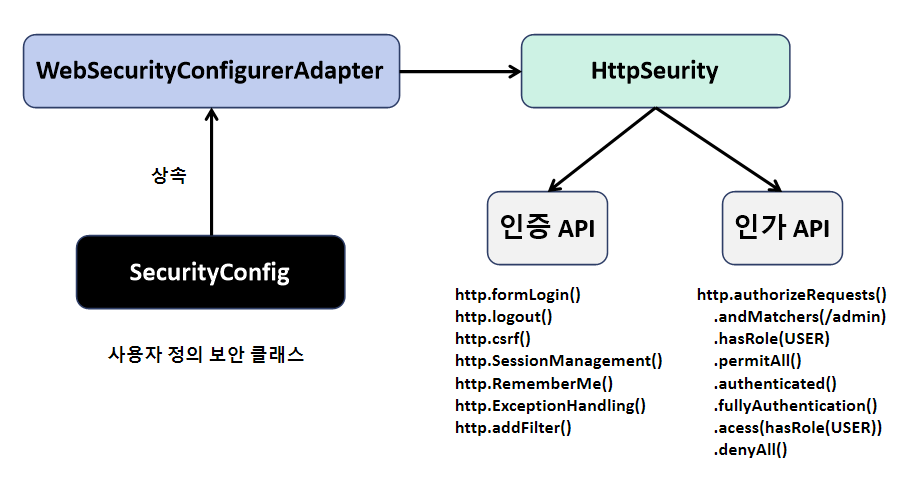 WebSecurityConfigurerAdapter
HttpSeurity
상속
인증 API
인가 API
SecurityConfig
사용자 정의 보안 클래스
http.formLogin()
http.logout()
http.csrf()
http.SessionManagement()
http.RememberMe()
http.ExceptionHandling()
http.addFilter()
http.authorizeRequests()
.andMatchers(/admin)
.hasRole(USER)
.permitAll()
.authenticated()
.fullyAuthentication()
.acess(hasRole(USER))
.denyAll()